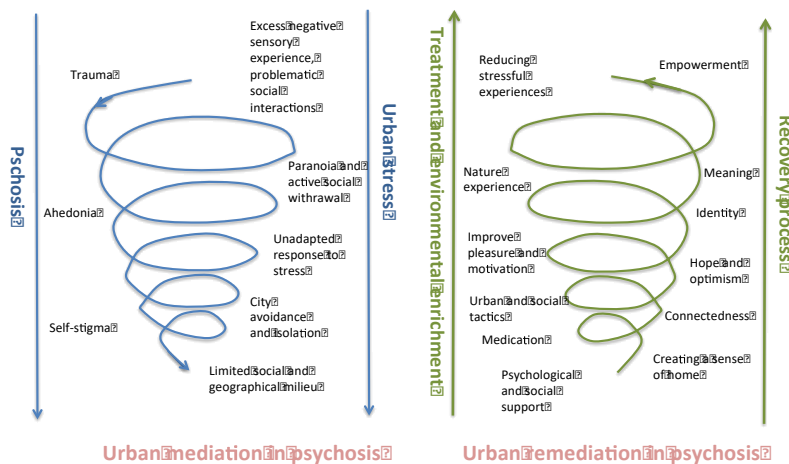 Excess negative
sensory
experience,
problematic
social
interactions
Trauma
Pschosis
Urban stress
Paranoia and
active social
withrawal
Ahedonia
Unadapted
response to
stress
City
avoidance
and isolation
Self-stigma
Limited social and
geographical milieu
Urban mediation in psychosis
Treatment and environmental enrichment
Reducing
stressful
experiences
Empowerment
Recovery process
Nature
experience
Meaning
Identity
Improve
pleasure and
motivation
Hope and
optimism
Urban and social
tactics
Connectedness
Medication
Creating a sense
of home
Psychological
and social
support
Urban remediation in psychosis